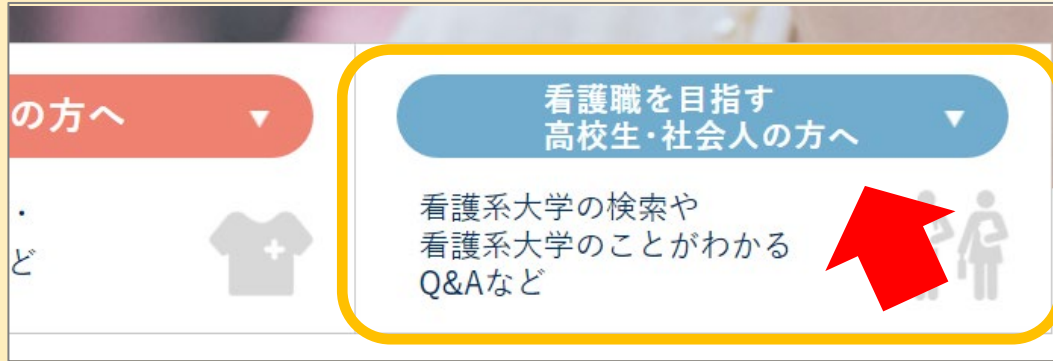 の方へ ▼
・
ど
看護職を目指す
高校生・社会人の方へ ▼
看護系大学の検索や
看護系大学のことがわかる
Q&Aなど